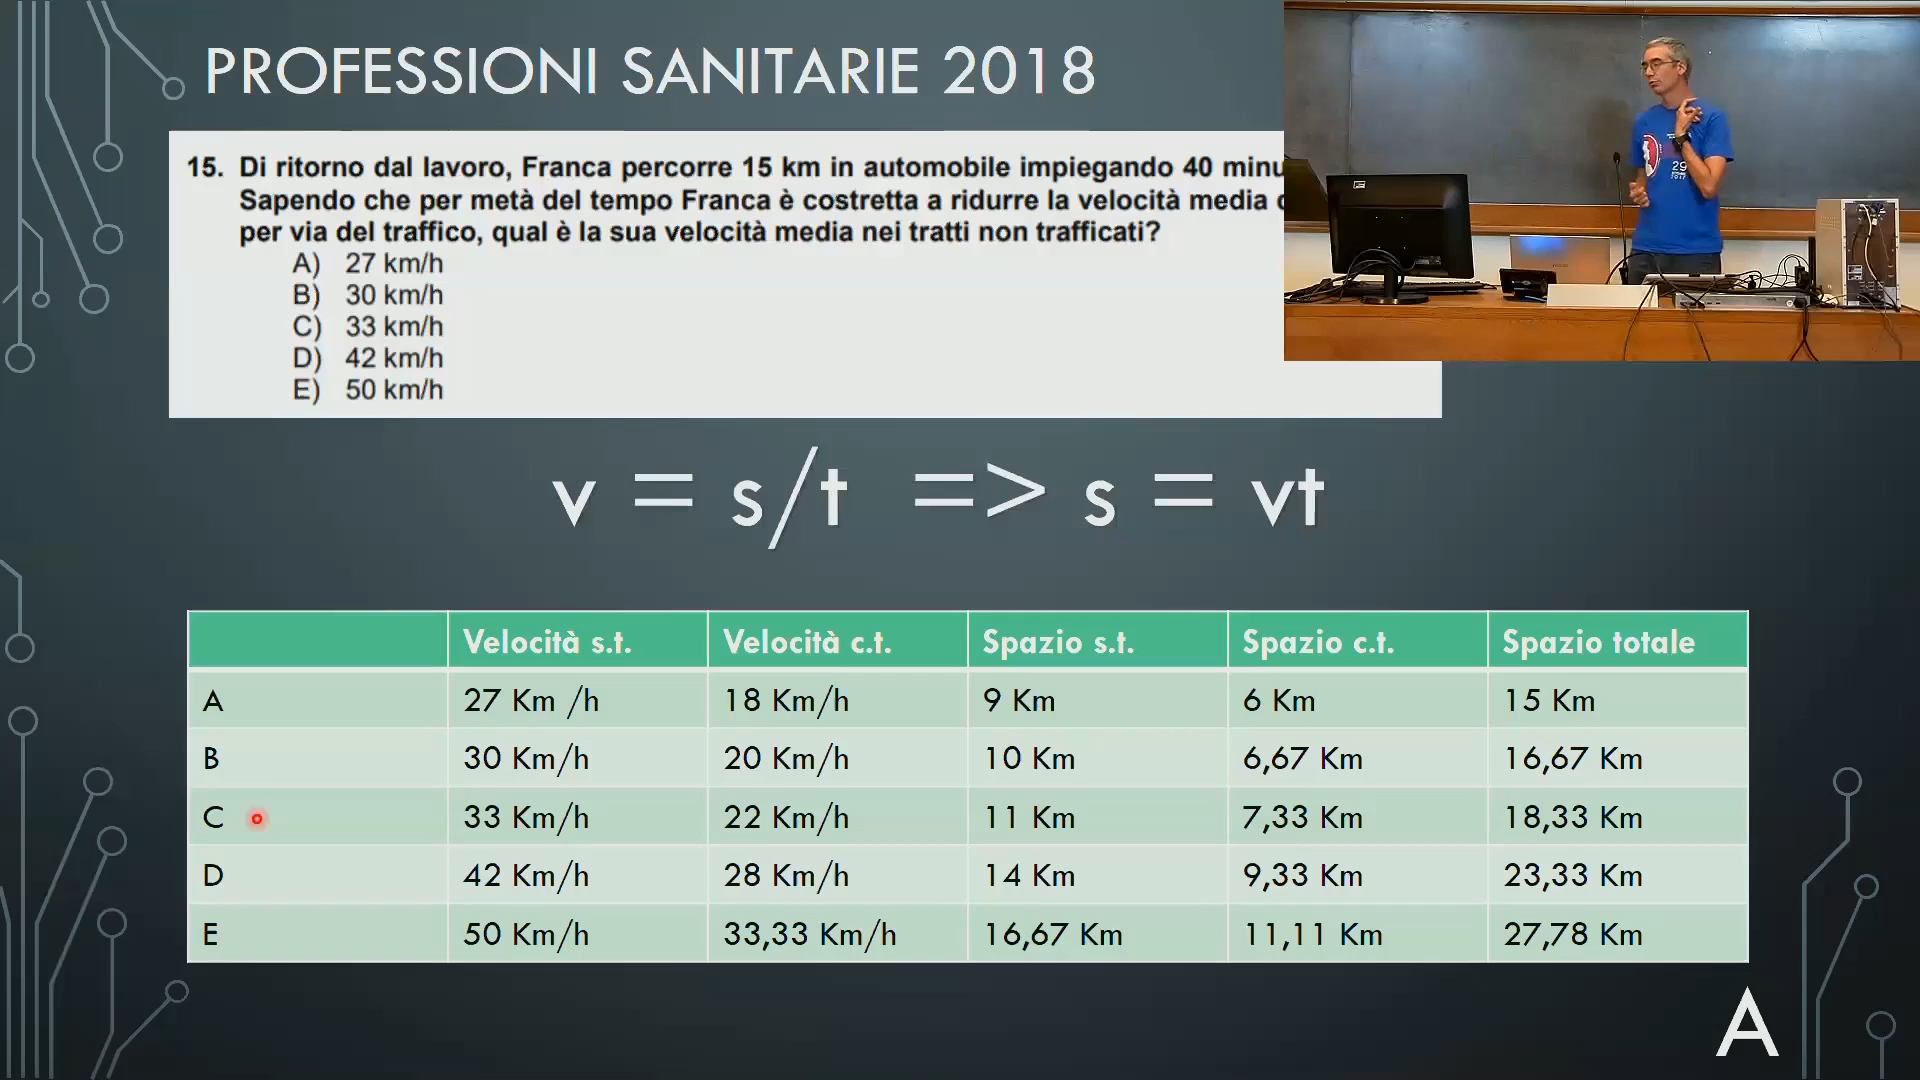 PROFESSIONI SANITARIE 2018
15. Di ritorno dal lavoro, Franca percorre 15 km in automobile impiegando 40
Sapendo che per metà del tempo Franca è costretta a ridurre la velocità media
per via del traffico, qual è la sua velocità media nei tratti non trafficati?
A) 27 km/h
B) 30 km/h
C) 33 km/h
D) 42 km/h
E) 50 km/h
v = s/t => s = vt
Velocità s.t. Velocità c.t. Spazio s.t. Spazio c.t. Spazio totale
A 27 Km /h 18 Km/h 9 Km 6 Km 15 Km
B 30 Km/h 20 Km/h 10 Km 6,67 Km 16,67 Km
C 33 Km/h 22 Km/h 11 Km 7,33 Km 18,33 Km
D 42 Km/h 28 Km/h 14 Km 9,33 Km 23,33 Km
E 50 Km/h 33,33 Km/h 16,67 Km 11,11 Km 27,78 Km
A
29